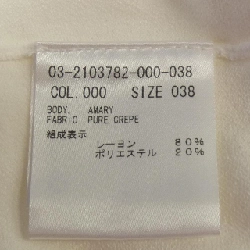 03-2103782-000-038
COL.000 SIZE 038
BODY. AMARY
FABRIC. PURE CREPE
組成表示
レーヨン 80%
ポリエステル 20%